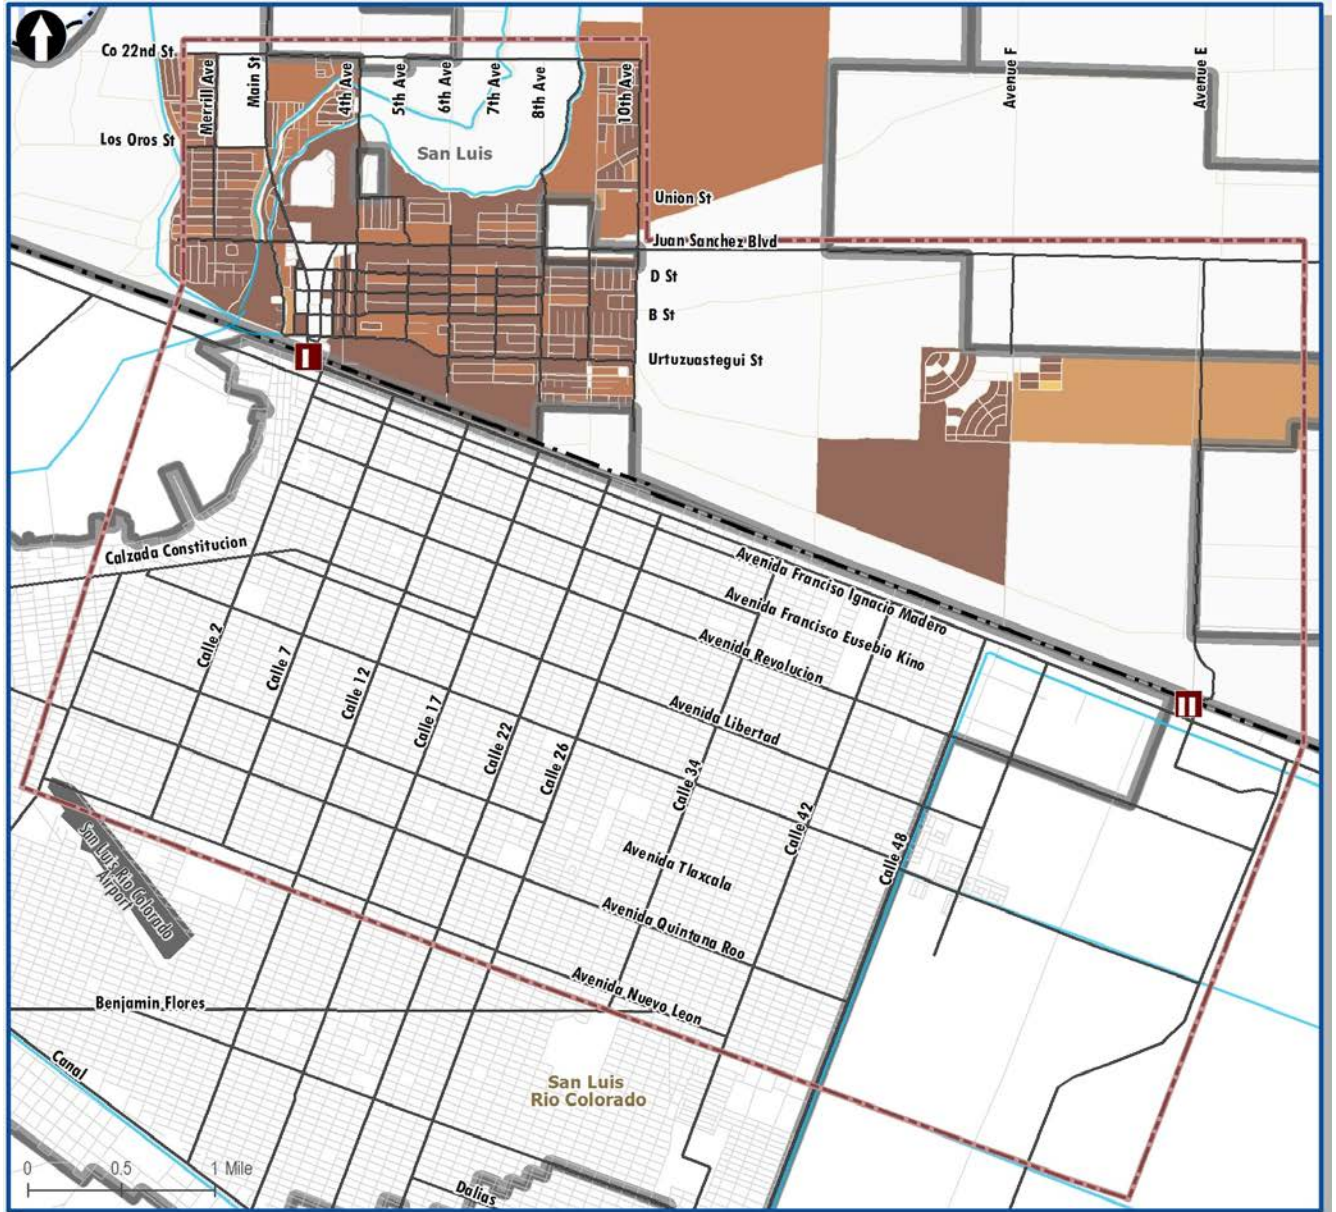 Co 22nd St
Merrill Ave
Main St
4th Ave
5th Ave
6th Ave
7th Ave
8th Ave
10th Ave
Avenue F
Avenue E
Los Oros St
San Luis
Union St
Juan Sanchez Blvd
D St
B St
Urtuzuastegui St
I
Calzada Constitucion
Avenida Franciso Ignacio Madero
Avenida Francisco Eusebio Kino
Avenida Revolucion
Avenida Libertad
II
Calle 2
Calle 7
Calle 12
Calle 17
Calle 22
Calle 26
Calle 34
Calle 42
Calle 48
San Luis Rio Colorado
Airport
Avenida Tlaxcala
Avenida Quintana Roo
Avenida Nuevo Leon
Benjamin Flores
Canal
San Luis
Rio Colorado
Dalias
0 0.5 1 Mile